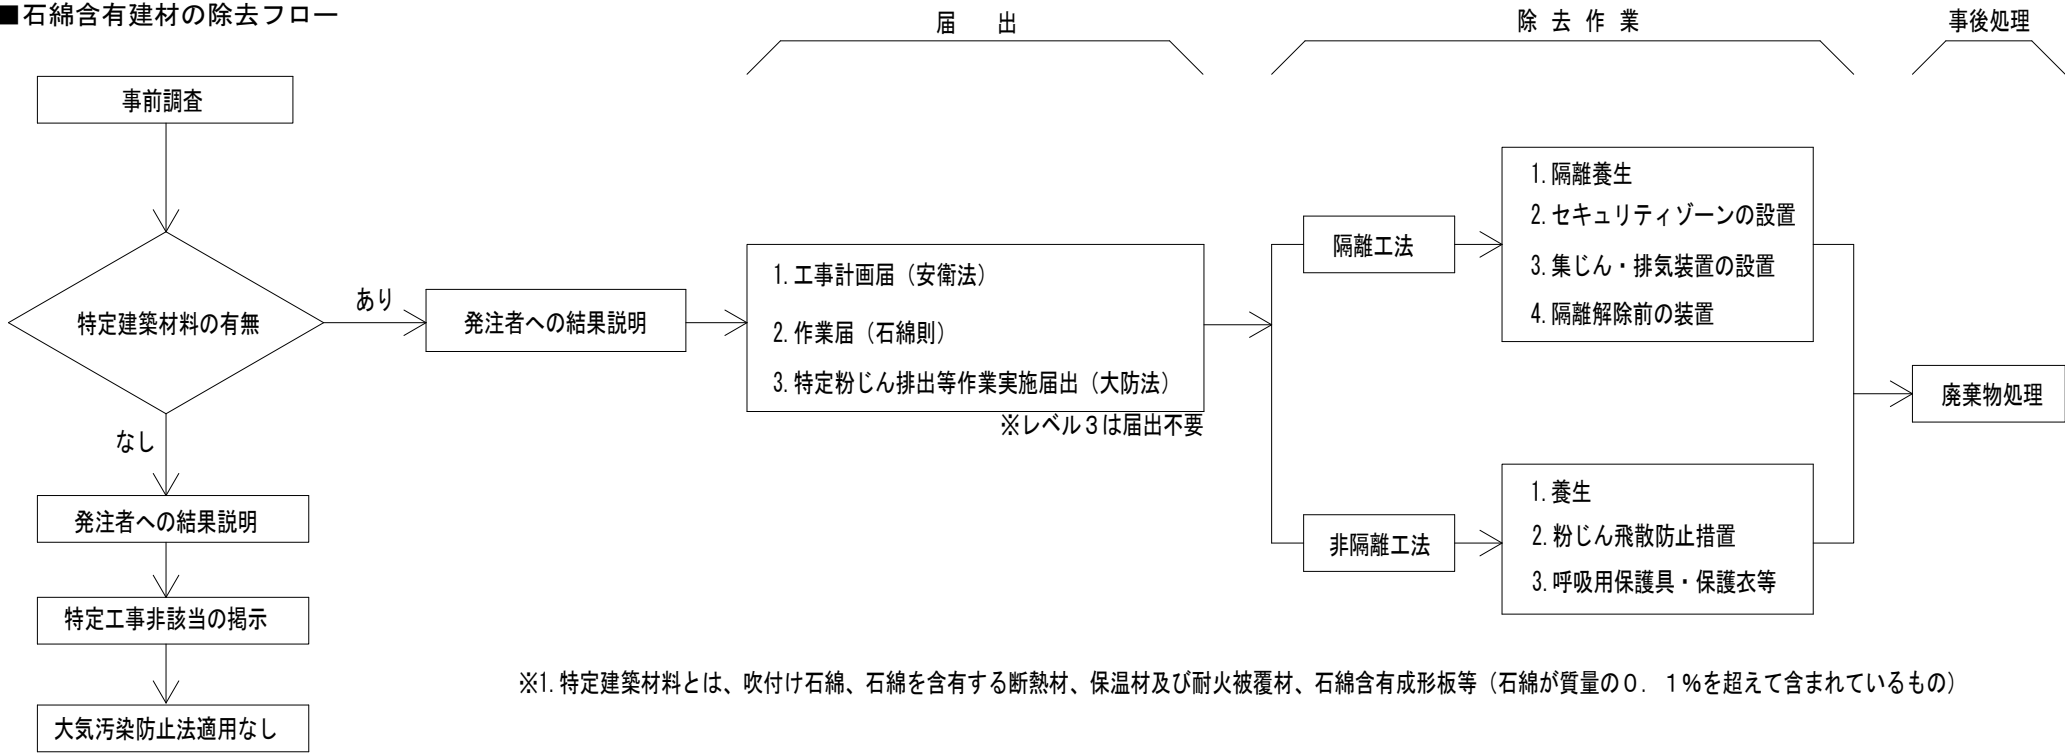 ■石綿含有建材の除去フロー
届　出
除去作業
事後処理
事前調査
特定建築材料の有無
あり
なし
発注者への結果説明
特定工事非該当の掲示
大気汚染防止法適用なし
発注者への結果説明
1.工事計画届（安衛法）
2.作業届（石綿則）
3.特定粉じん排出等作業実施届出（大防法）
※レベル３は届出不要
隔離工法
1.隔離養生
2.セキュリティゾーンの設置
3.集じん・排気装置の設置
4.隔離解除前の装置
非隔離工法
1.養生
2.粉じん飛散防止措置
3.呼吸用保護具・保護衣等
廃棄物処理
※1.特定建築材料とは、吹付け石綿、石綿を含有する断熱材、保温材及び耐火被覆材、石綿含有成形板等（石綿が質量の０．１%を超えて含まれているもの）